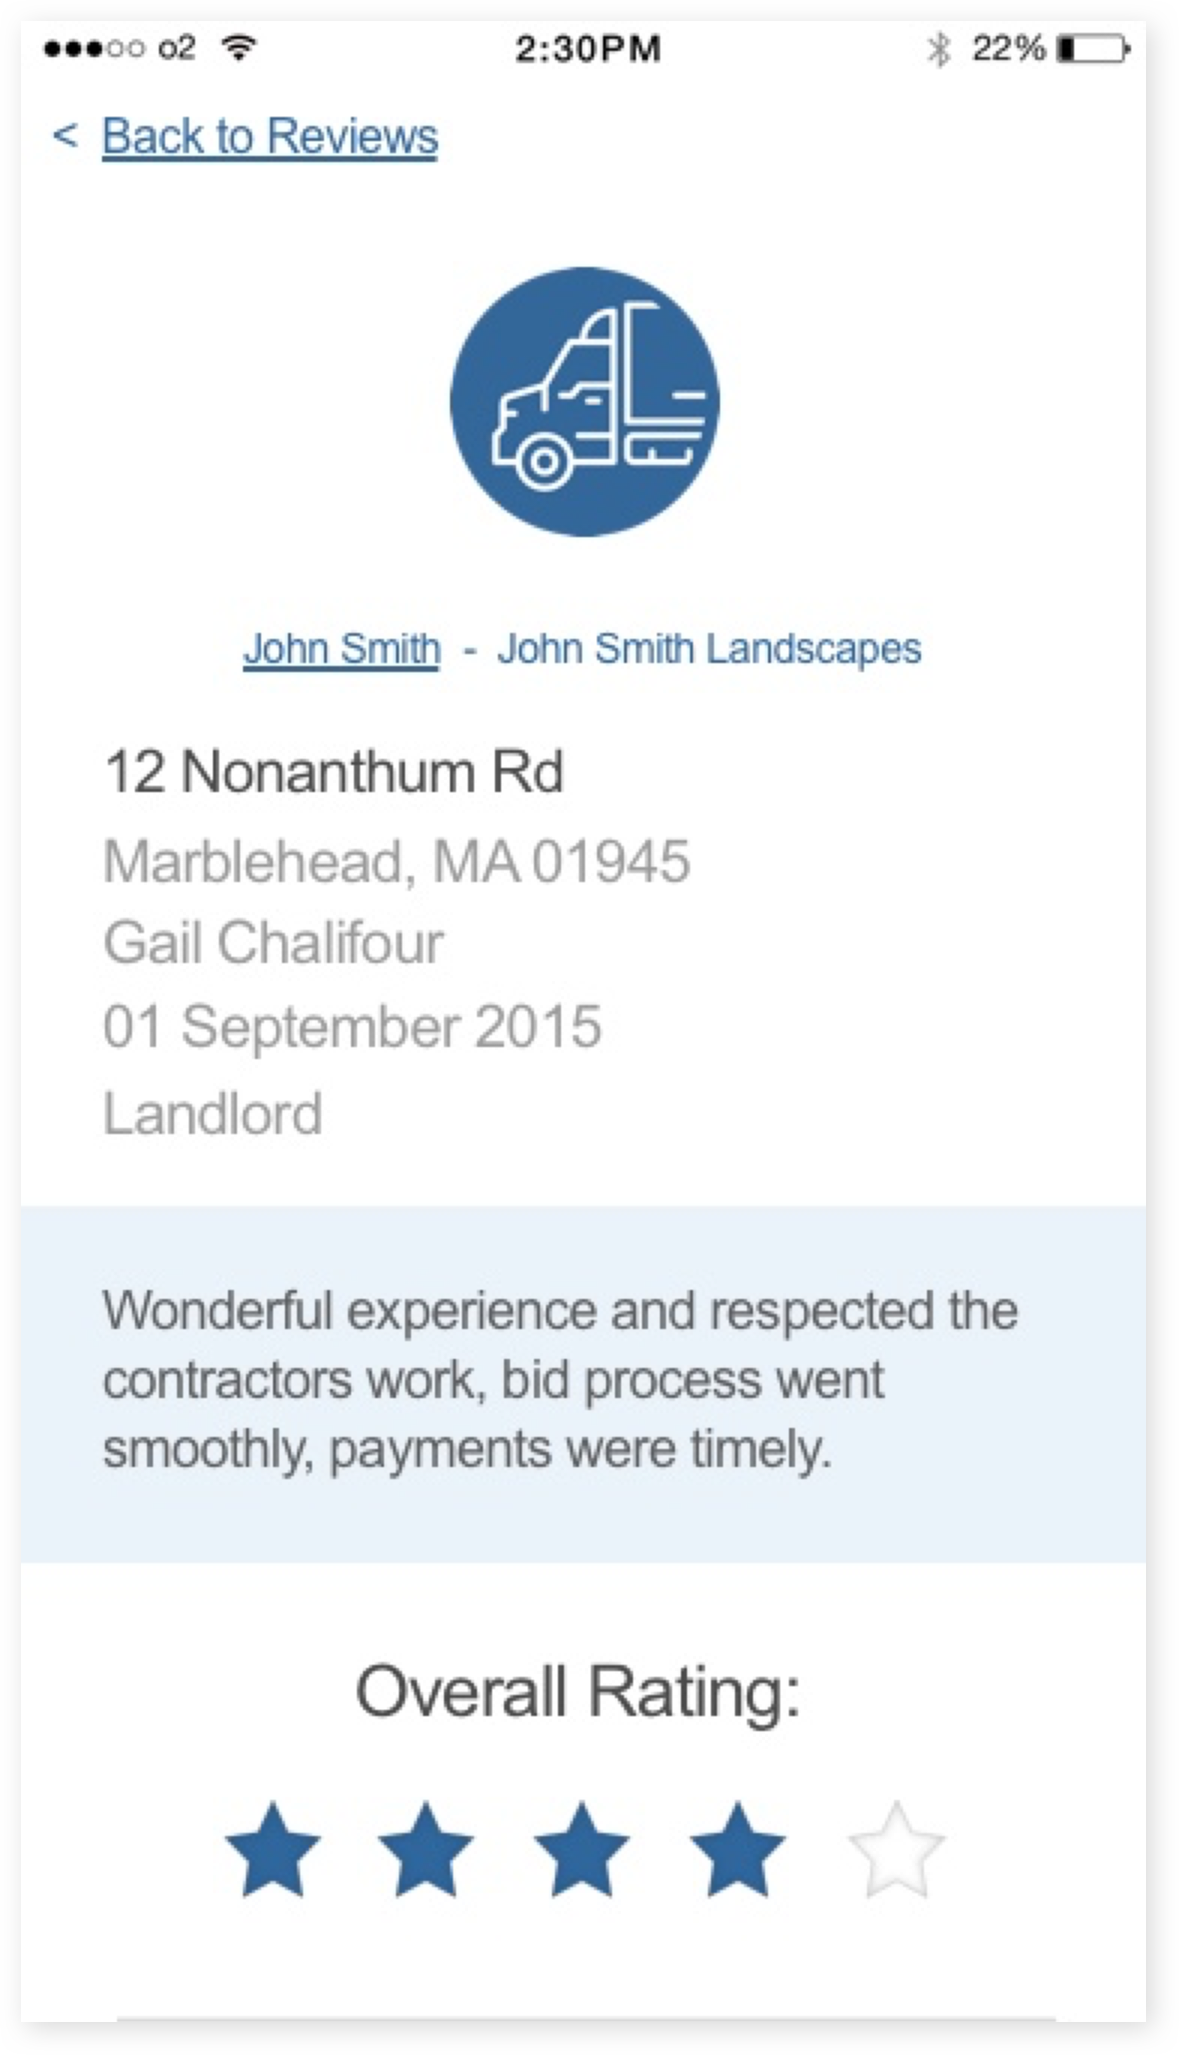 o2 2:30PM 22%
< Back to Reviews
John Smith - John Smith Landscapes
12 Nonanthum Rd
Marblehead, MA 01945
Gail Chalifour
01 September 2015
Landlord
Wonderful experience and respected the
contractors work, bid process went
smoothly, payments were timely.
Overall Rating: